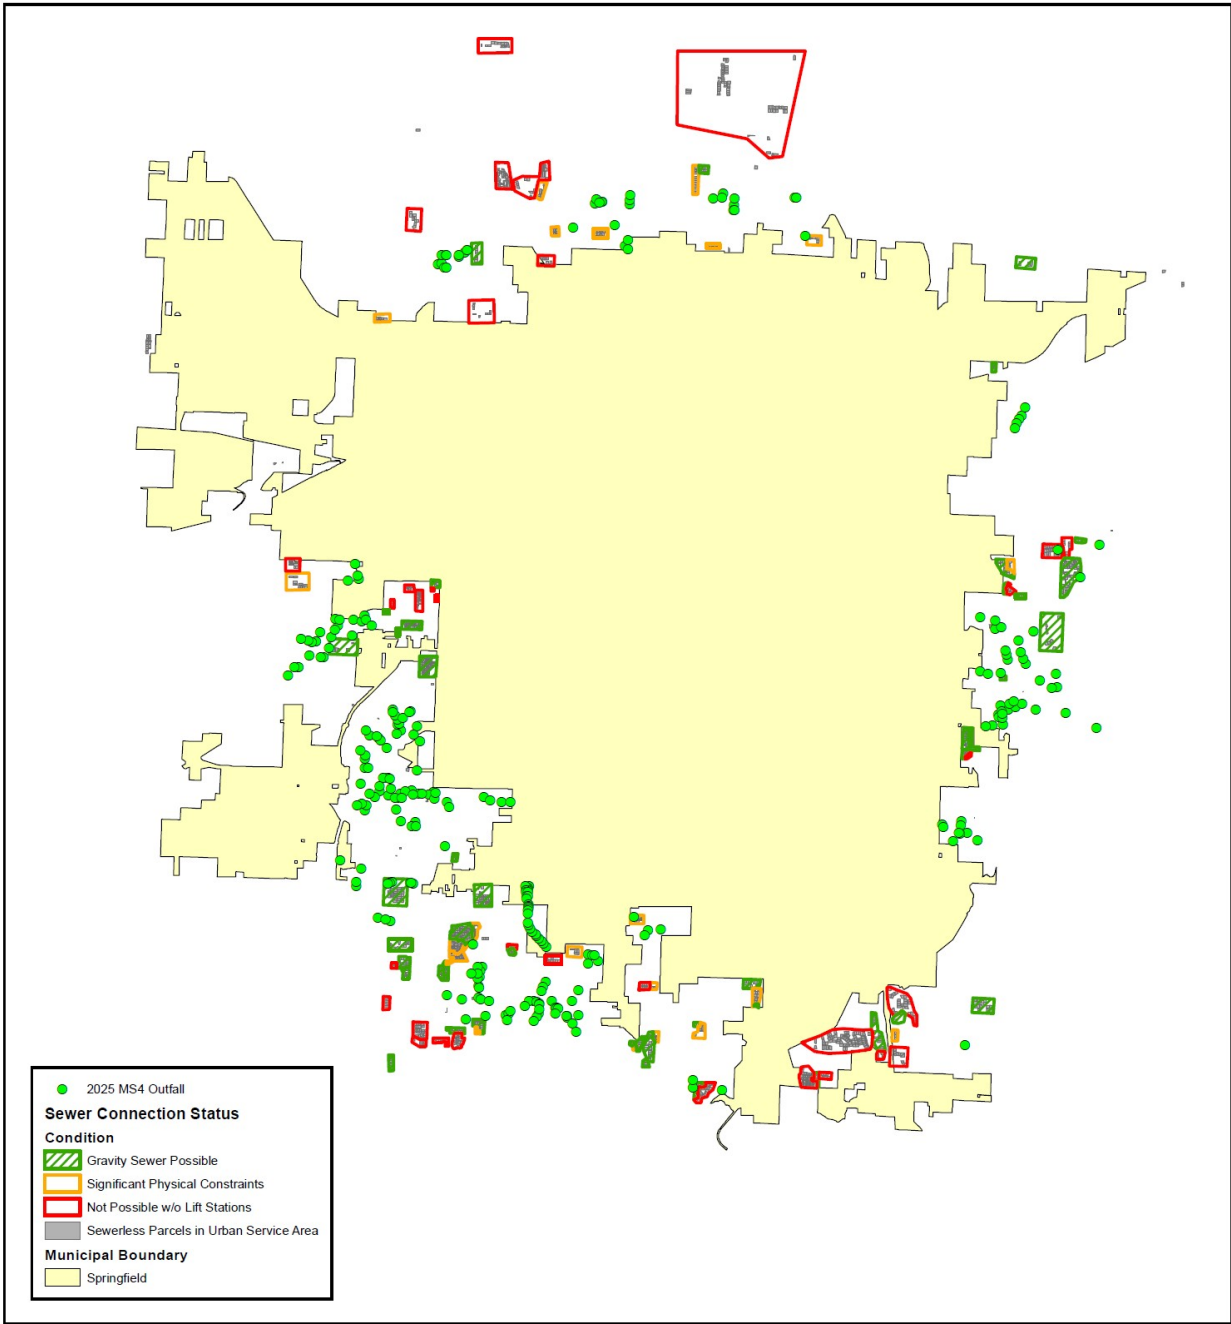 2025 MS4 Outfall
Sewer Connection Status
Condition
Gravity Sewer Possible
Significant Physical Constraints
Not Possible w/o Lift Stations
Sewerless Parcels in Urban Service Area
Municipal Boundary
Springfield